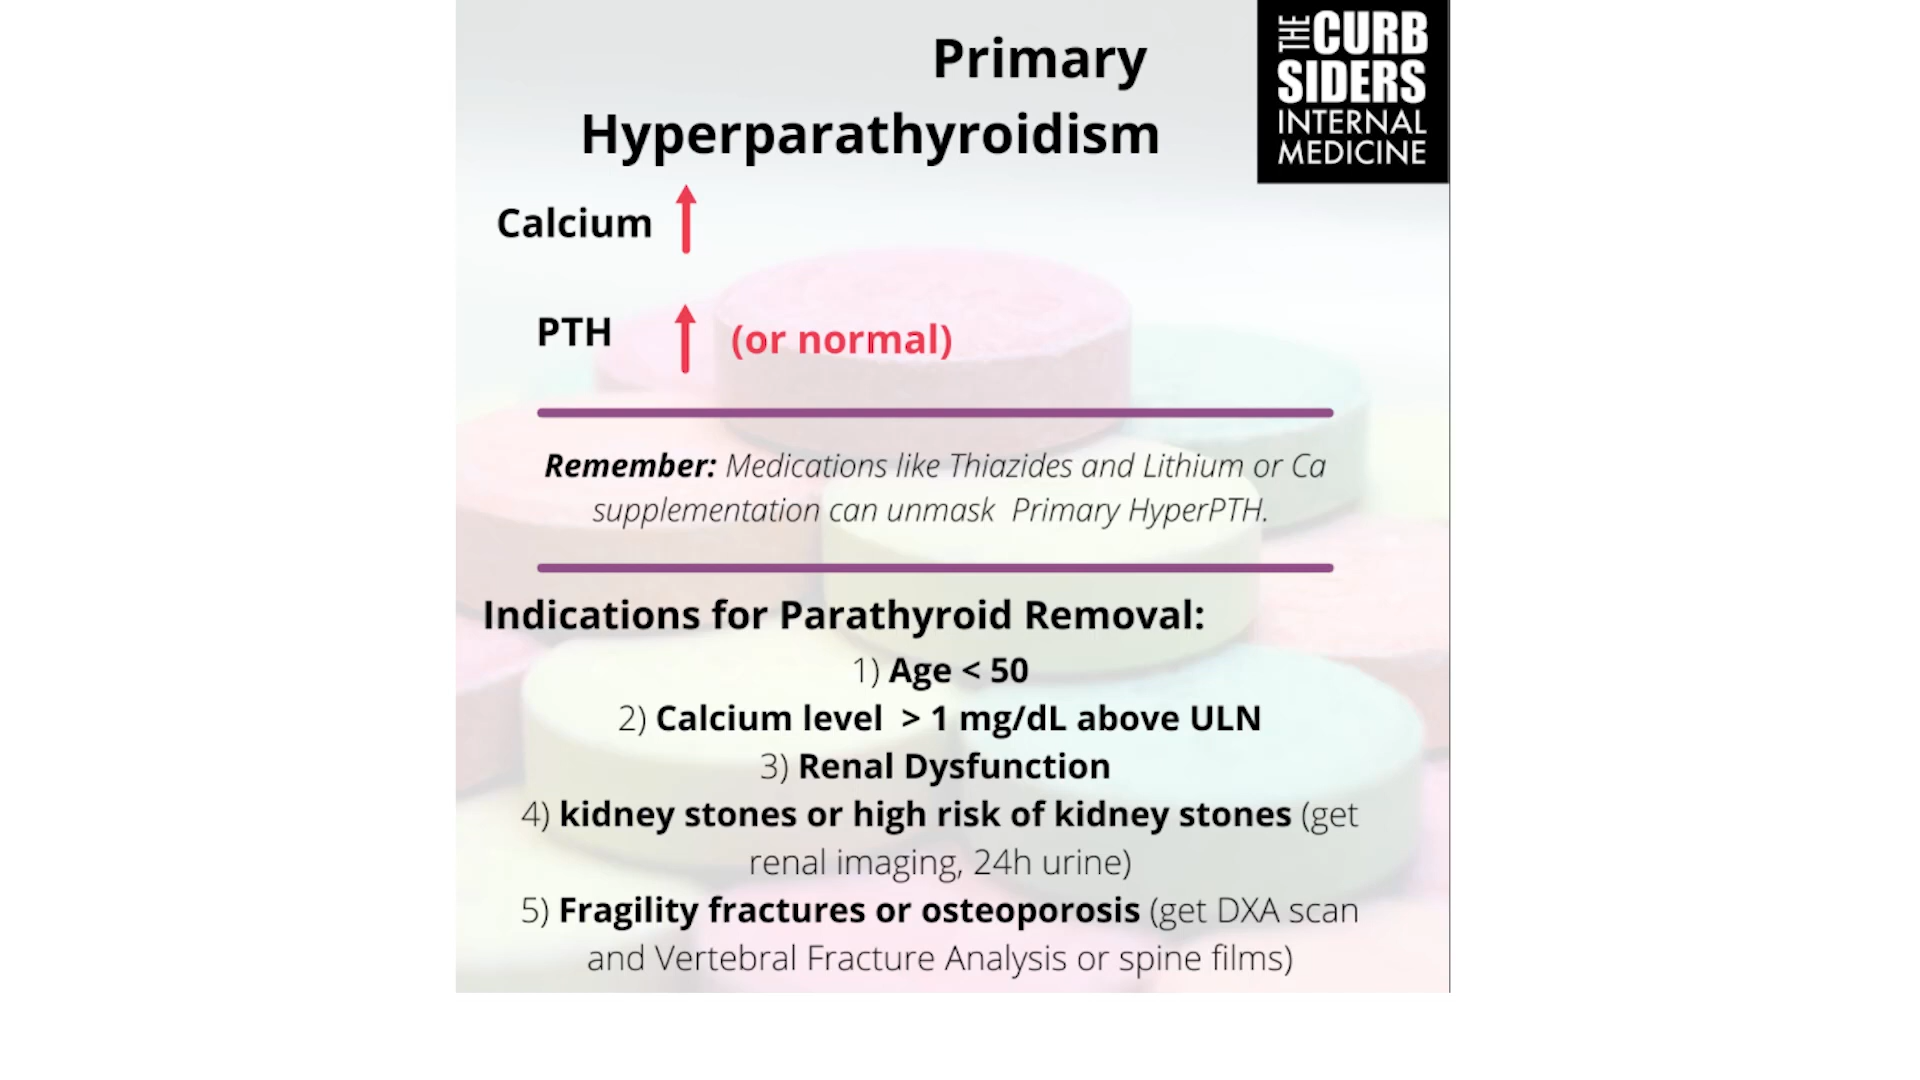 Primary
Hyperparathyroidism
THE CURB
SIDERS
INTERNAL
MEDICINE
Calcium
PTH (or normal)
Remember: Medications like Thiazides and Lithium or Ca
supplementation can unmask Primary HyperPTH.
Indications for Parathyroid Removal:
1) Age < 50
2) Calcium level > 1 mg/dL above ULN
3) Renal Dysfunction
4) kidney stones or high risk of kidney stones (get
renal imaging, 24h urine)
5) Fragility fractures or osteoporosis (get DXA scan
and Vertebral Fracture Analysis or spine films)